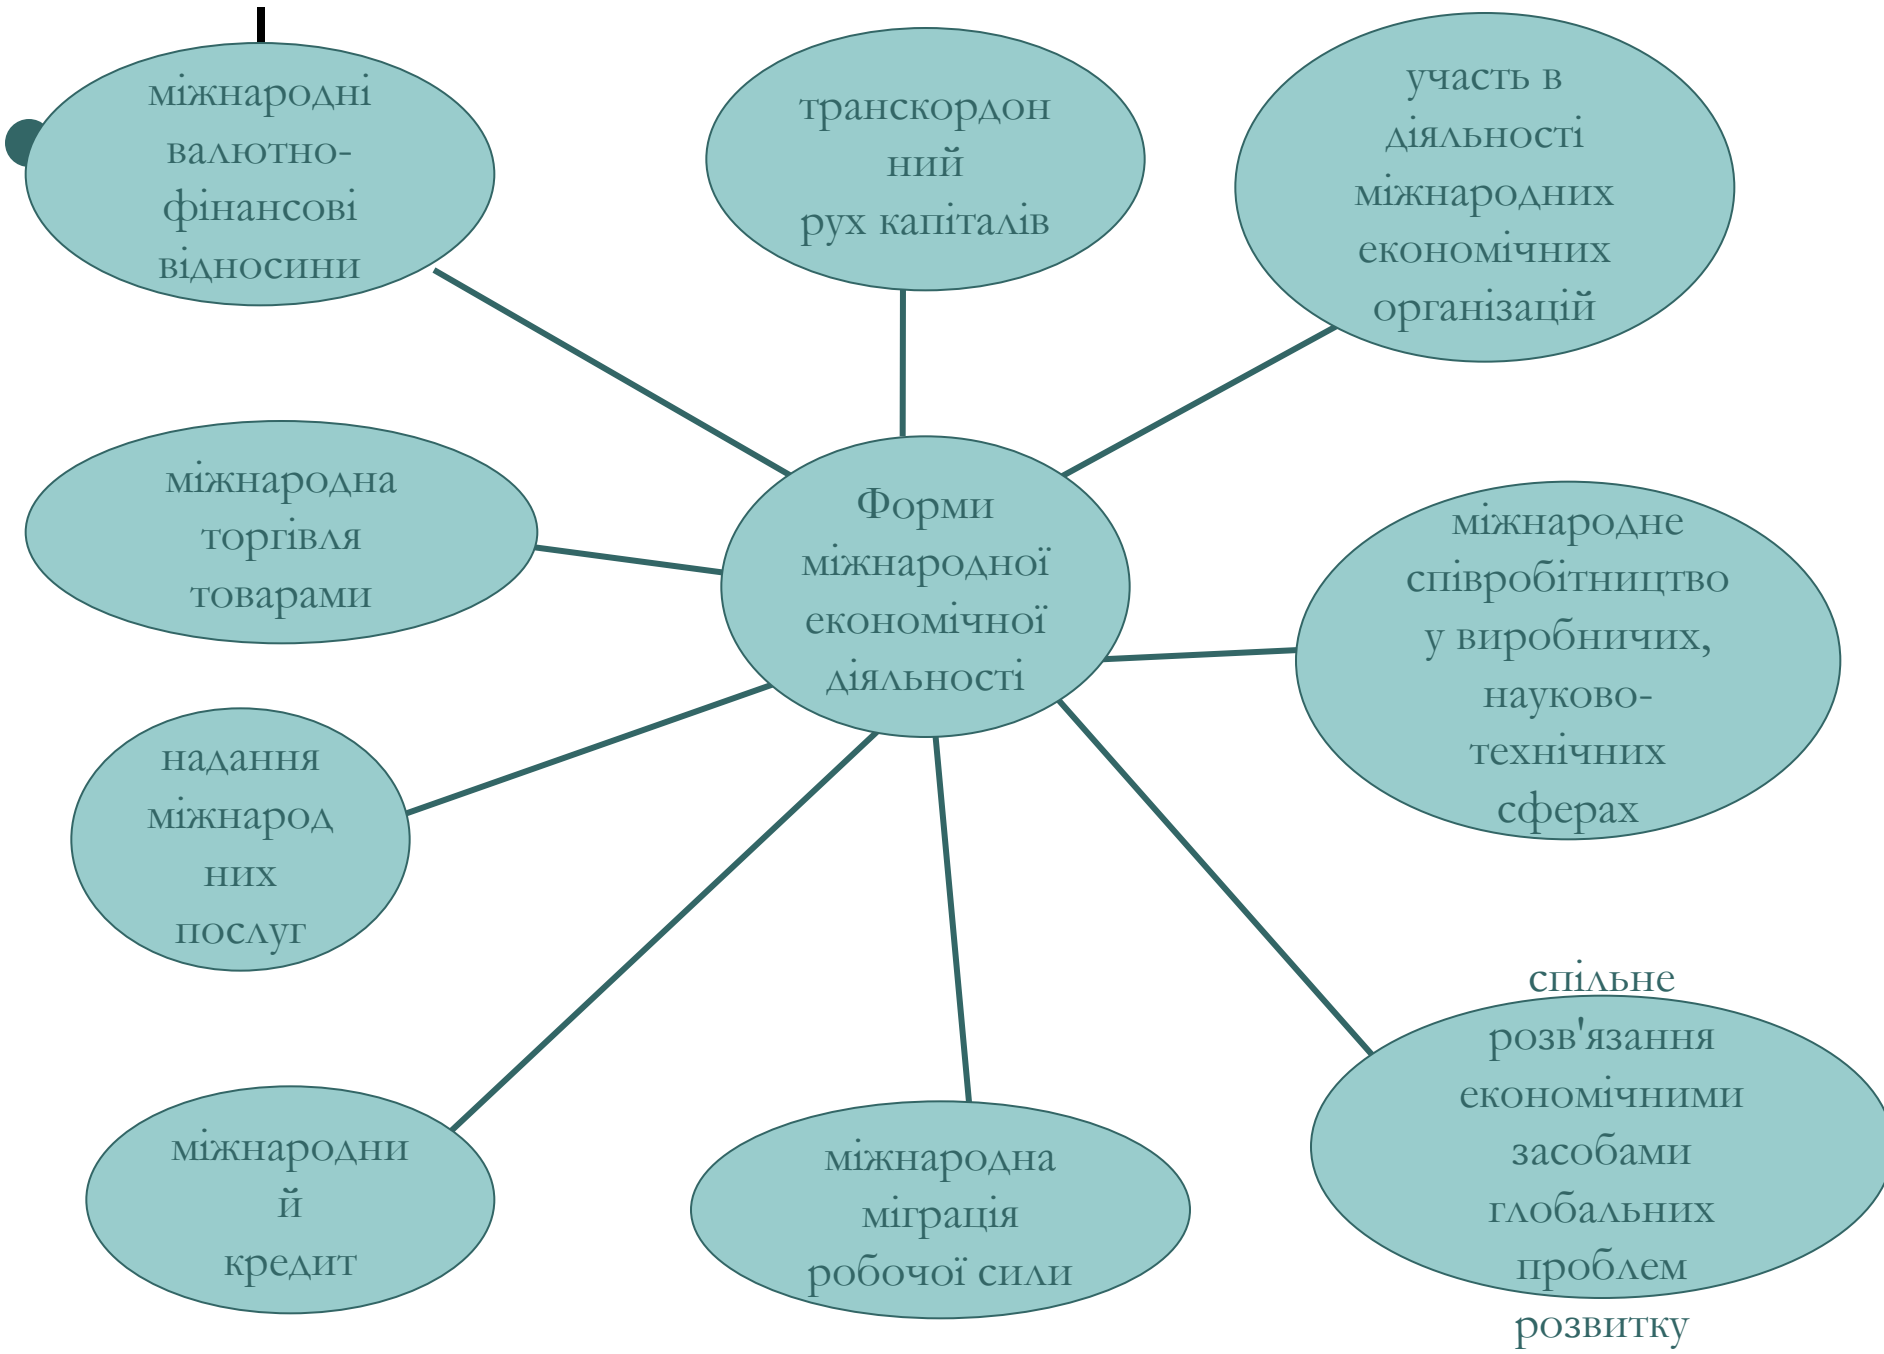 міжнародні
валютно-
фінансові
відносини
транскордон
ний
рух капіталів
участь в
діяльності
міжнародних
економічних
організацій
міжнародна
торгівля
товарами
Форми
міжнародної
економічної
діяльності
міжнародне
співробітництво
у виробничих,
науково-
технічних
сферах
надання
міжнарод
них
послуг
міжнародни
й
кредит
міжнародна
міграція
робочої сили
спільне
розв'язання
економічними
засобами
глобальних
проблем
розвитку